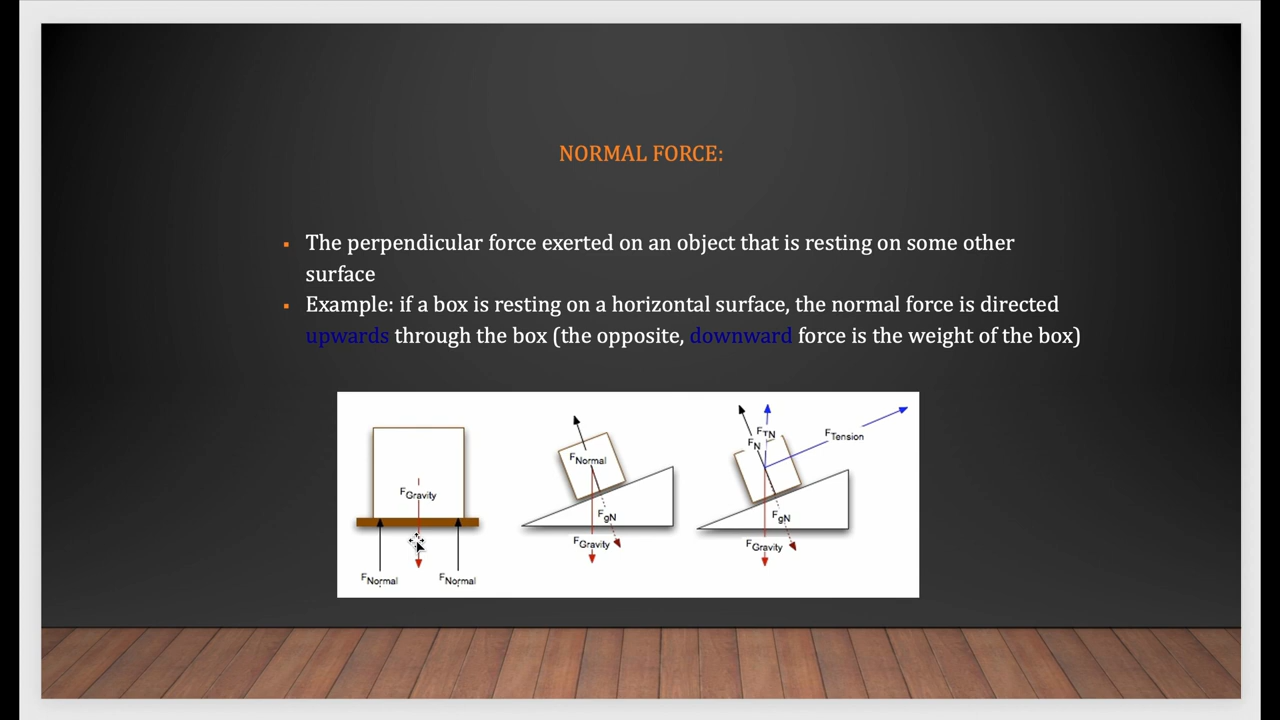 NORMAL FORCE:
▪ The perpendicular force exerted on an object that is resting on some other
surface
▪ Example: if a box is resting on a horizontal surface, the normal force is directed
upwards through the box (the opposite, downward force is the weight of the box)
FGravity
FNormal
FNormal
FNormal
FgN
FGravity
FTN
FN
FTension
FgN
FGravity